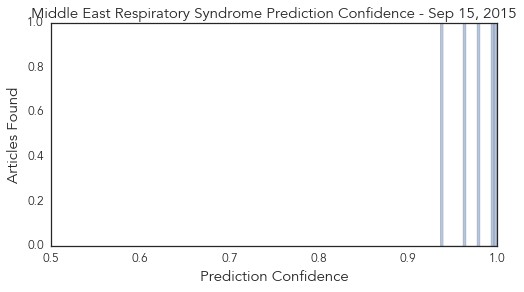 Middle East Respiratory Syndrome Prediction Confidence - Sep 15, 2015
1.0
0.8
0.6
0.4
0.2
0.0
Articles Found
0.5 0.6 0.7 0.8 0.9 1.0
Prediction Confidence